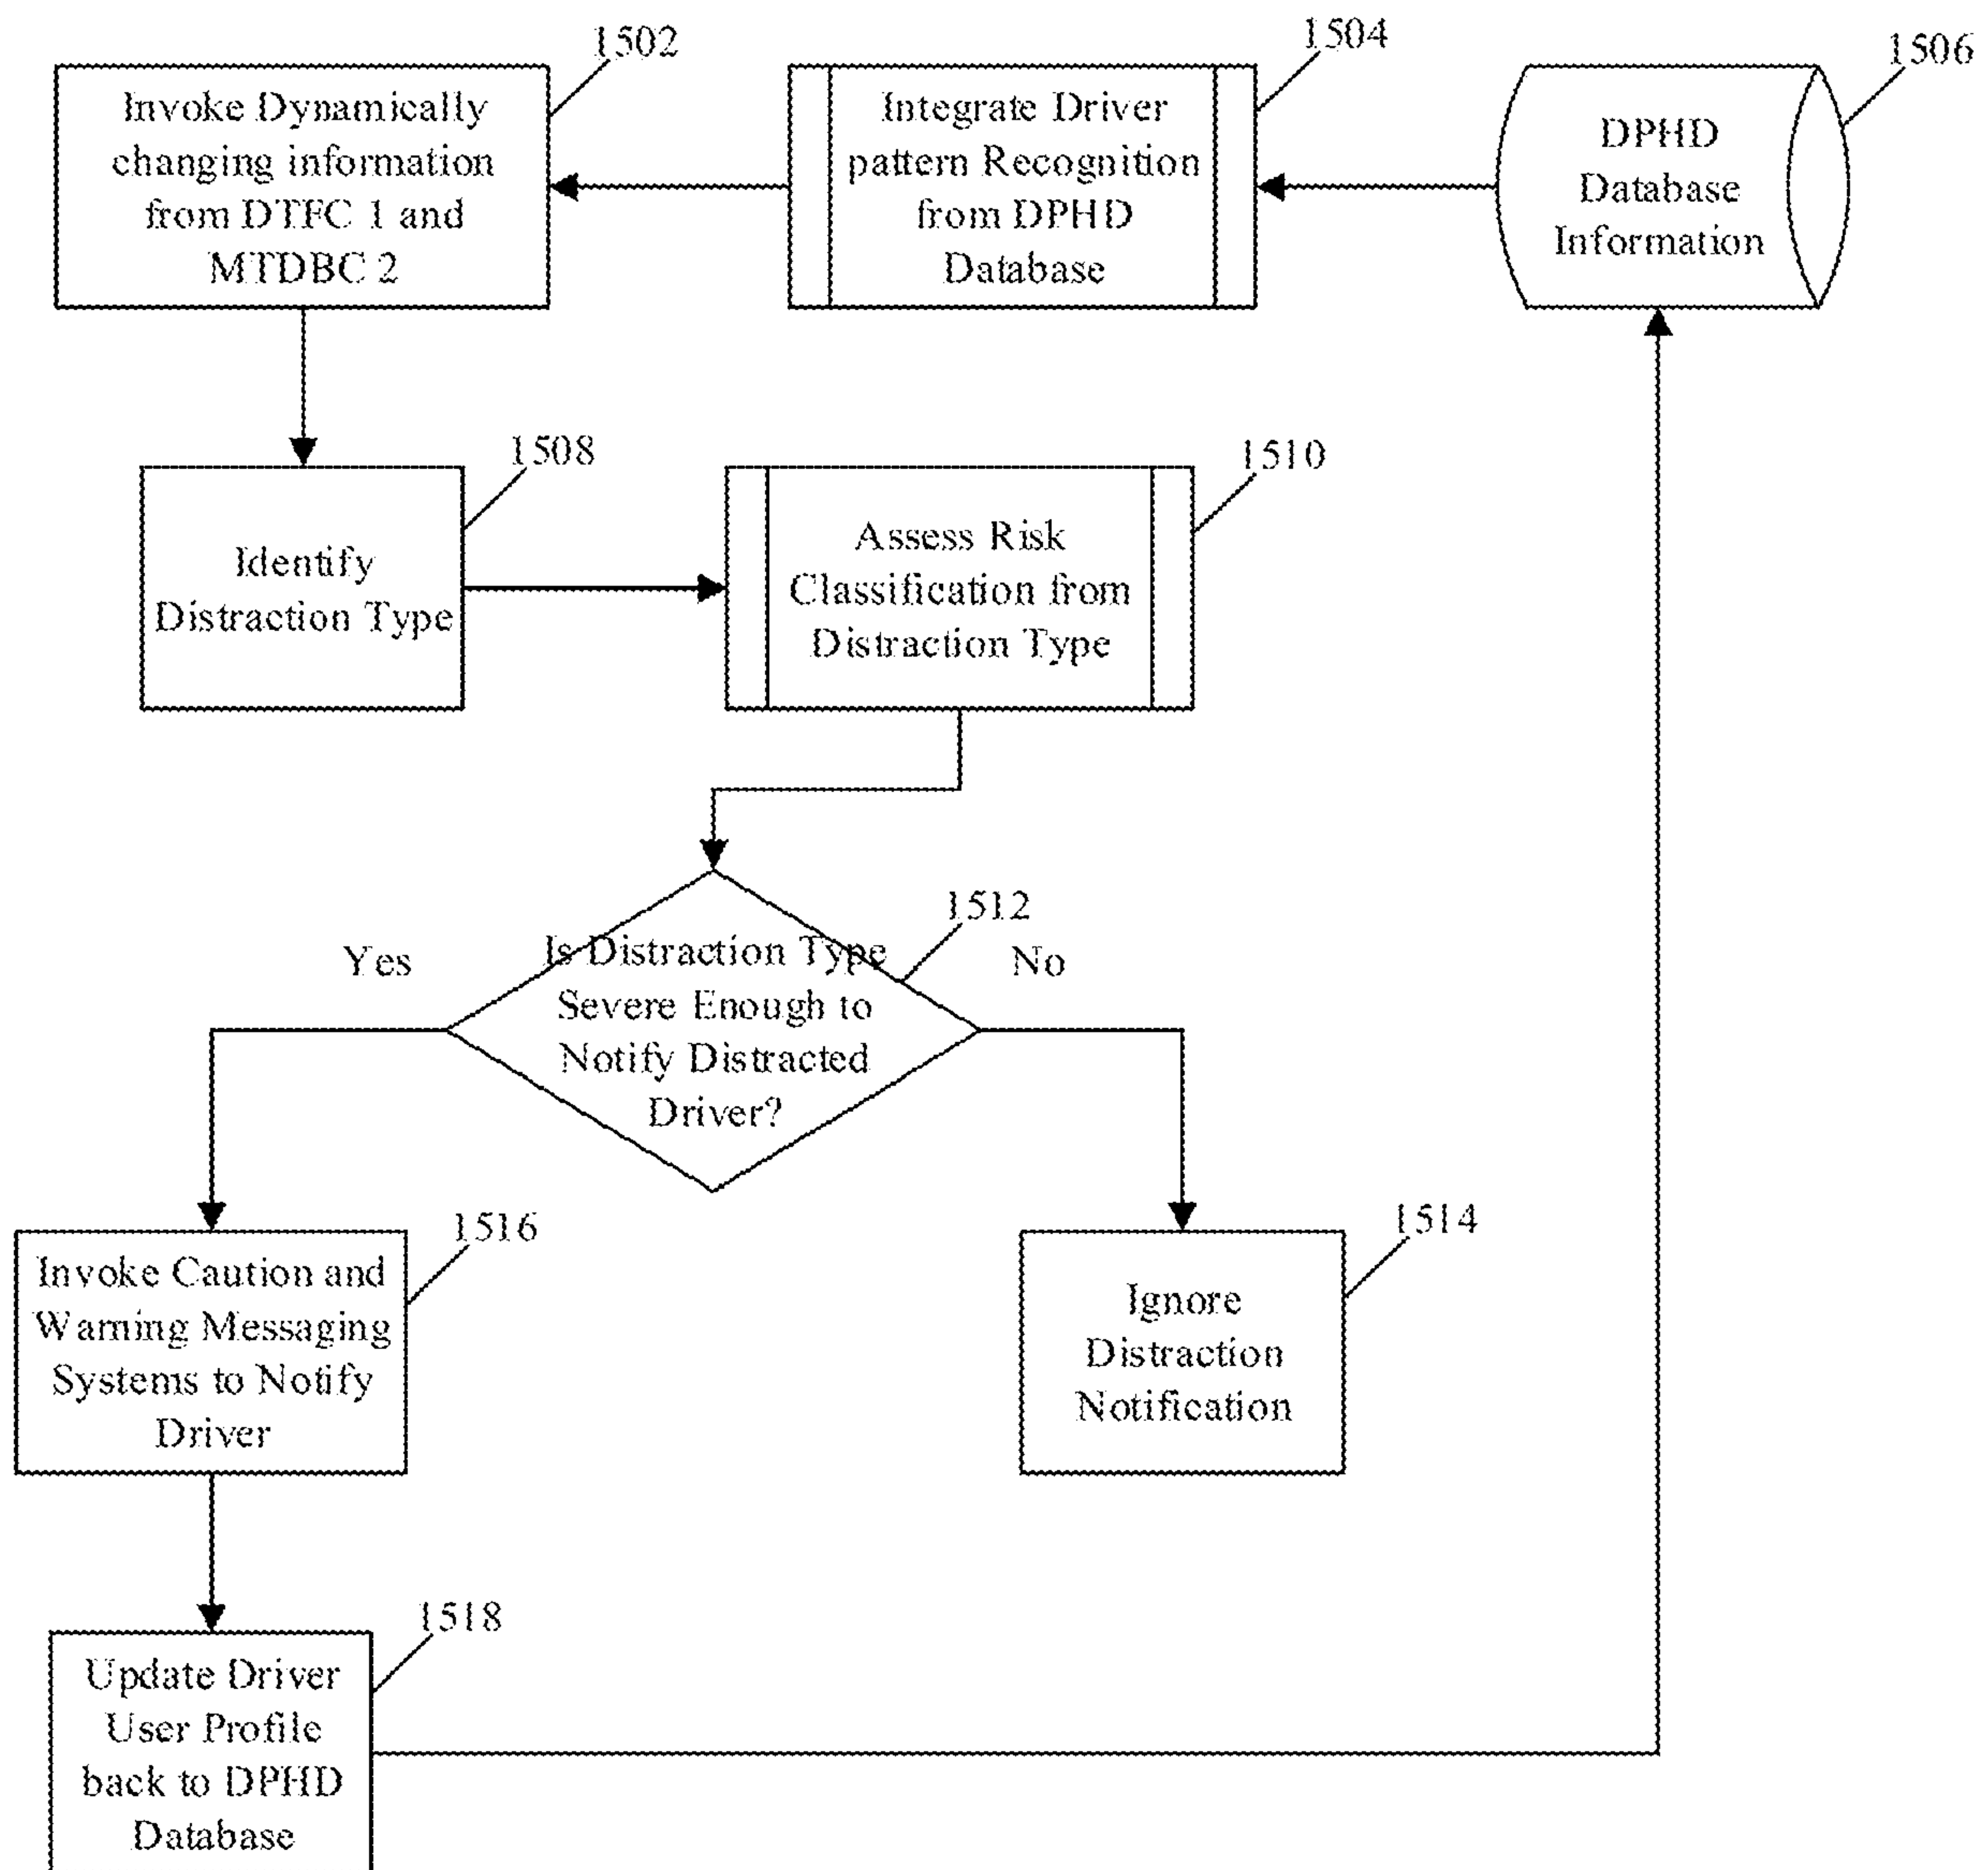 1502
Invoke Dynamically
changing information
from DTFC 1 and
MTDBC 2
1504
Integrate Driver
pattern Recognition
from DPHD
Database
1506
DPHD
Database
Information
1508
Identify
Distraction Type
1510
Assess Risk
Classification from
Distraction Type
1512
Yes
Is Distraction Type
Severe Enough to
Notify Distracted
Driver?
No
1516
Invoke Caution and
Warning Messaging
Systems to Notify
Driver
1514
Ignore
Distraction
Notification
1518
Update Driver
User Profile
back to DPHD
Database